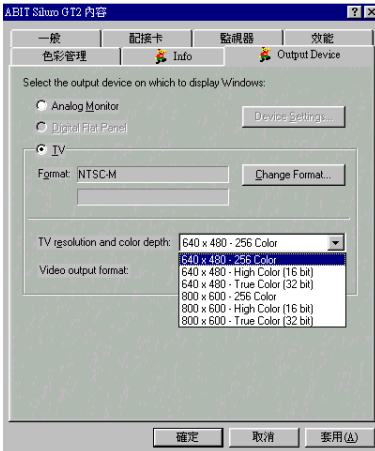 ABIT Siluro GT2 內容
一般 配接卡 監視器 效能
色彩管理 Info Output Device
Select the output device on which to display Windows:
Analog Monitor
Digital Flat Panel
Device Settings...
TV
Format: NTSC-M
Change Format...
TV resolution and color depth: 640 x 480 - 256 Color
640 x 480 - 256 Color
Video output format:
640 x 480 - High Color (16 bit)
640 x 480 - True Color (32 bit)
800 x 600 - 256 Color
800 x 600 - High Color (16 bit)
800 x 600 - True Color (32 bit)
確定 取消 套用(A)